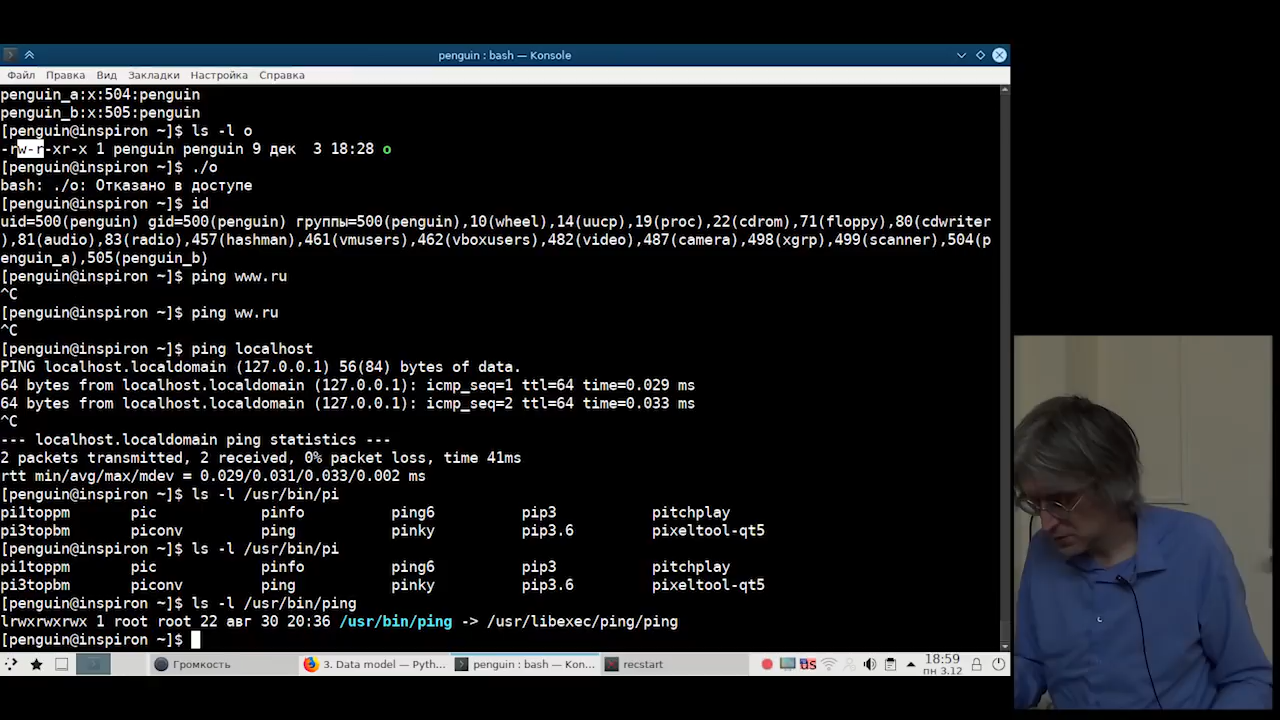 penguin : bash — Konsole
Файл Правка Вид Закладки Настройка Справка
penguin_a:x:504:penguin
penguin_b:x:505:penguin
[penguin@inspiron ~]$ ls -l o
-rw-r-xr-x 1 penguin penguin 9 дек  3 18:28 o
[penguin@inspiron ~]$ ./o
bash: ./o: Отказано в доступе
[penguin@inspiron ~]$ id
uid=500(penguin) gid=500(penguin) группы=500(penguin),10(wheel),14(uucp),19(proc),22(cdrom),71(floppy),80(cdwriter
),81(audio),83(radio),457(hashman),461(vmusers),462(vboxusers),482(video),487(camera),498(xgrp),499(scanner),504(p
enguin_a),505(penguin_b)
[penguin@inspiron ~]$ ping www.ru
^C
[penguin@inspiron ~]$ ping ww.ru
^C
[penguin@inspiron ~]$ ping localhost
PING localhost.localdomain (127.0.0.1) 56(84) bytes of data.
64 bytes from localhost.localdomain (127.0.0.1): icmp_seq=1 ttl=64 time=0.029 ms
64 bytes from localhost.localdomain (127.0.0.1): icmp_seq=2 ttl=64 time=0.033 ms
^C
--- localhost.localdomain ping statistics ---
2 packets transmitted, 2 received, 0% packet loss, time 41ms
rtt min/avg/max/mdev = 0.029/0.031/0.033/0.002 ms
[penguin@inspiron ~]$ ls -l /usr/bin/pi
pi1toppm pic pinfo ping6 pip3 pitchplay
pi3topbm piconv ping pinky pip3.6 pixeltool-qt5
[penguin@inspiron ~]$ ls -l /usr/bin/pi
pi1toppm pic pinfo ping6 pip3 pitchplay
pi3topbm piconv ping pinky pip3.6 pixeltool-qt5
[penguin@inspiron ~]$ ls -l /usr/bin/ping
lrwxrwxrwx 1 root root 22 авг 30 20:36 /usr/bin/ping -> /usr/libexec/ping/ping
[penguin@inspiron ~]$
Громкость 3. Data model — Pyth... penguin : bash — Kon... recstart US 18:59
пн 3.12